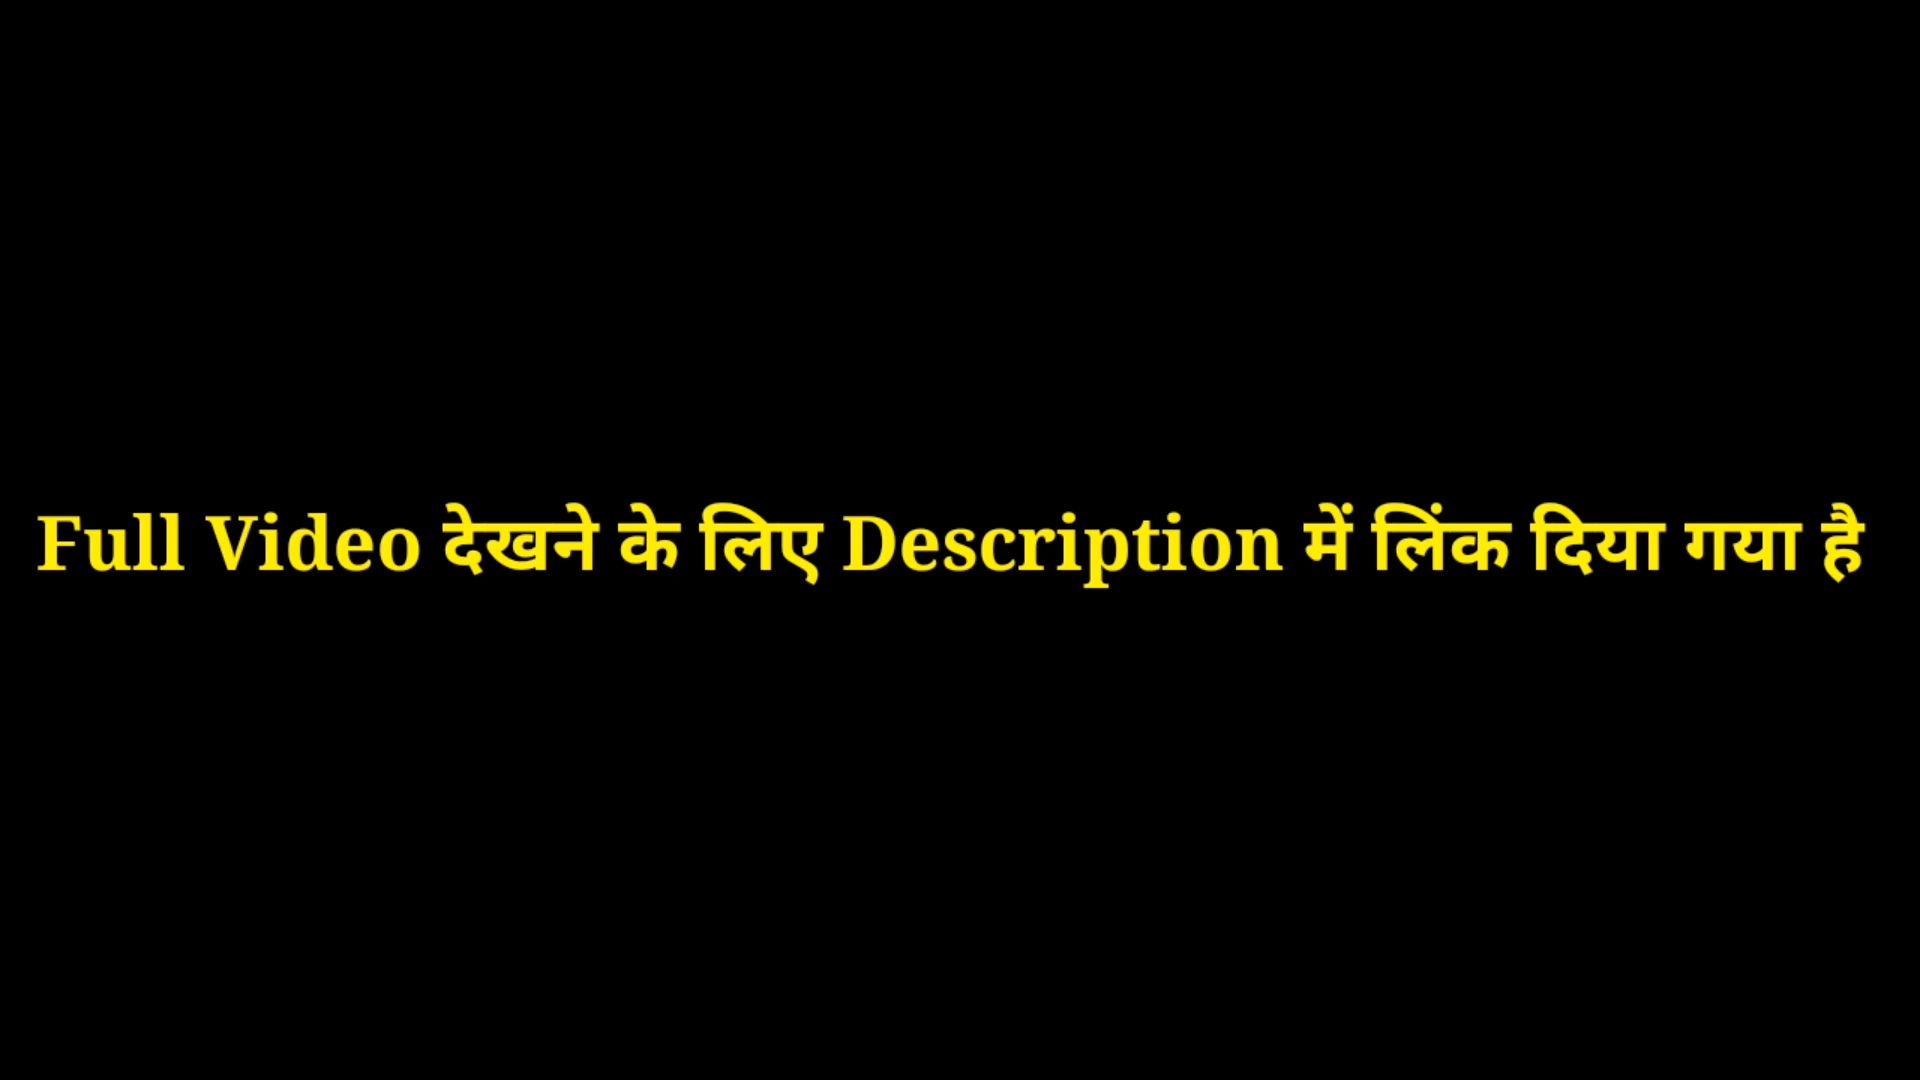 Full Video देखने के लिए Description में लिंक दिया गया है